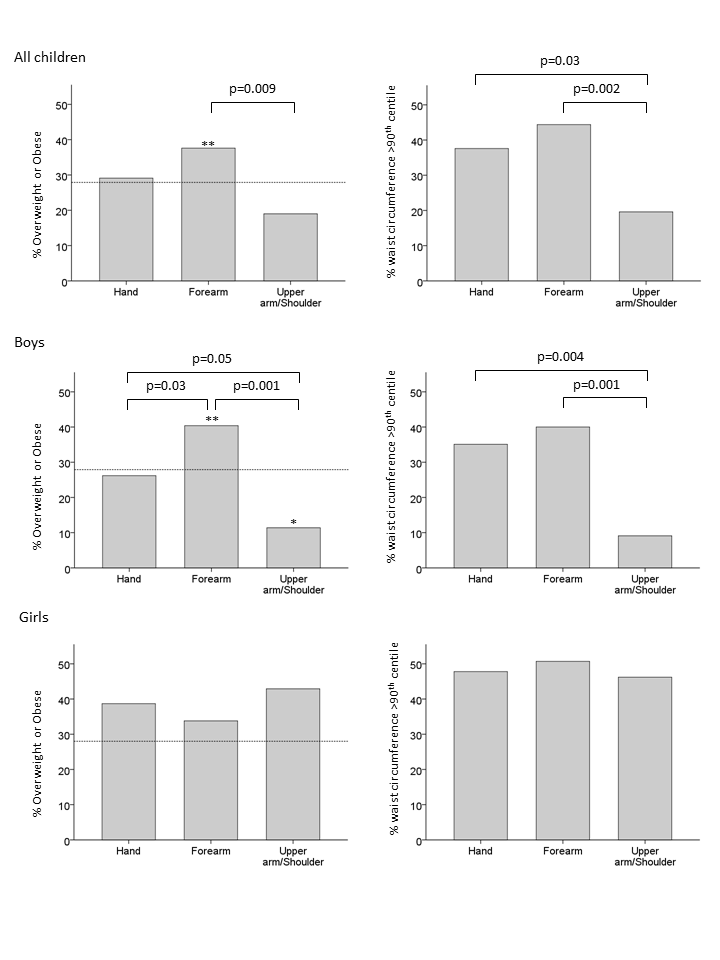 All children
p=0.009
% Overweight or Obese
50
40
30
20
10
0
**
Hand
Forearm
Upper
arm/Shoulder
p=0.03
p=0.002
% waist circumference >90th centile
50
40
30
20
10
0
Hand
Forearm
Upper
arm/Shoulder
Boys
p=0.05
p=0.03
p=0.001
% Overweight or Obese
50
40
30
20
10
0
**
*
Hand
Forearm
Upper
arm/Shoulder
p=0.004
p=0.001
% waist circumference >90th centile
50
40
30
20
10
0
Hand
Forearm
Upper
arm/Shoulder
Girls
% Overweight or Obese
50
40
30
20
10
0
Hand
Forearm
Upper
arm/Shoulder
% waist circumference >90th centile
50
40
30
20
10
0
Hand
Forearm
Upper
arm/Shoulder